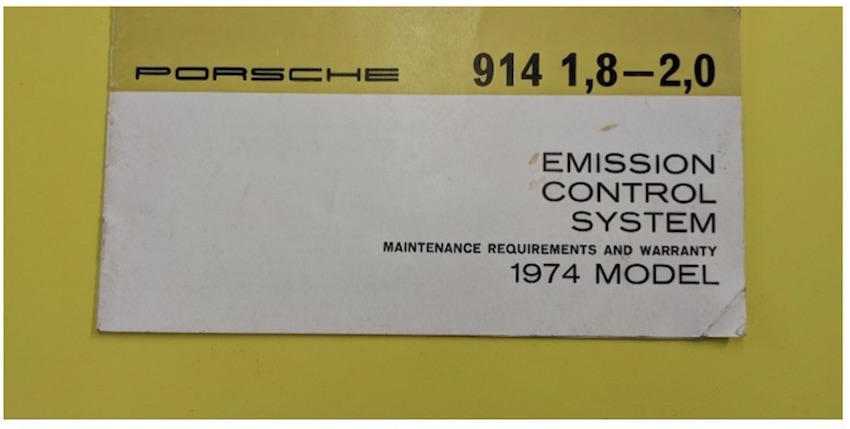 PORSCHE 914 1,8–2,0
EMISSION
CONTROL
SYSTEM
MAINTENANCE REQUIREMENTS AND WARRANTY
1974 MODEL